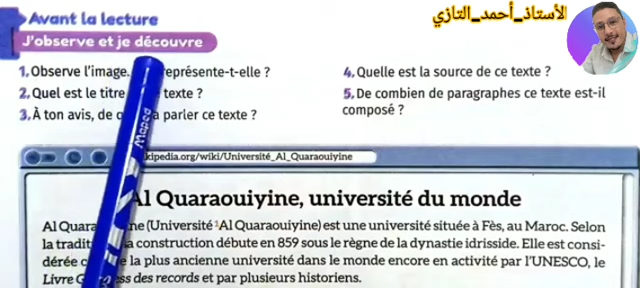 Avant la lecture
الأستاذ_أحمد_التازي
J'observe et je découvre
1, Observe l'image. représente-t-elle ?
2. Quel est le titre texte ?
3. À ton avis, de parler ce texte ?
4. Quelle est la source de ce texte ?
5. De combien de paragraphes ce texte est-il
composé ?
Maped
kipedia.org/wiki/Université_Al_Quaraouiyine
Al Quaraouiyine, université du monde
Al Quara ne (Université Al Quaraouiyine) est une université située à Fès, au Maroc. Selon
la tradit a construction débute en 859 sous le règne de la dynastie idrisside. Elle est consi-
dérée la plus ancienne université dans le monde encore en activité par l'UNESCO, le
Livre G ss des records et par plusieurs historiens.